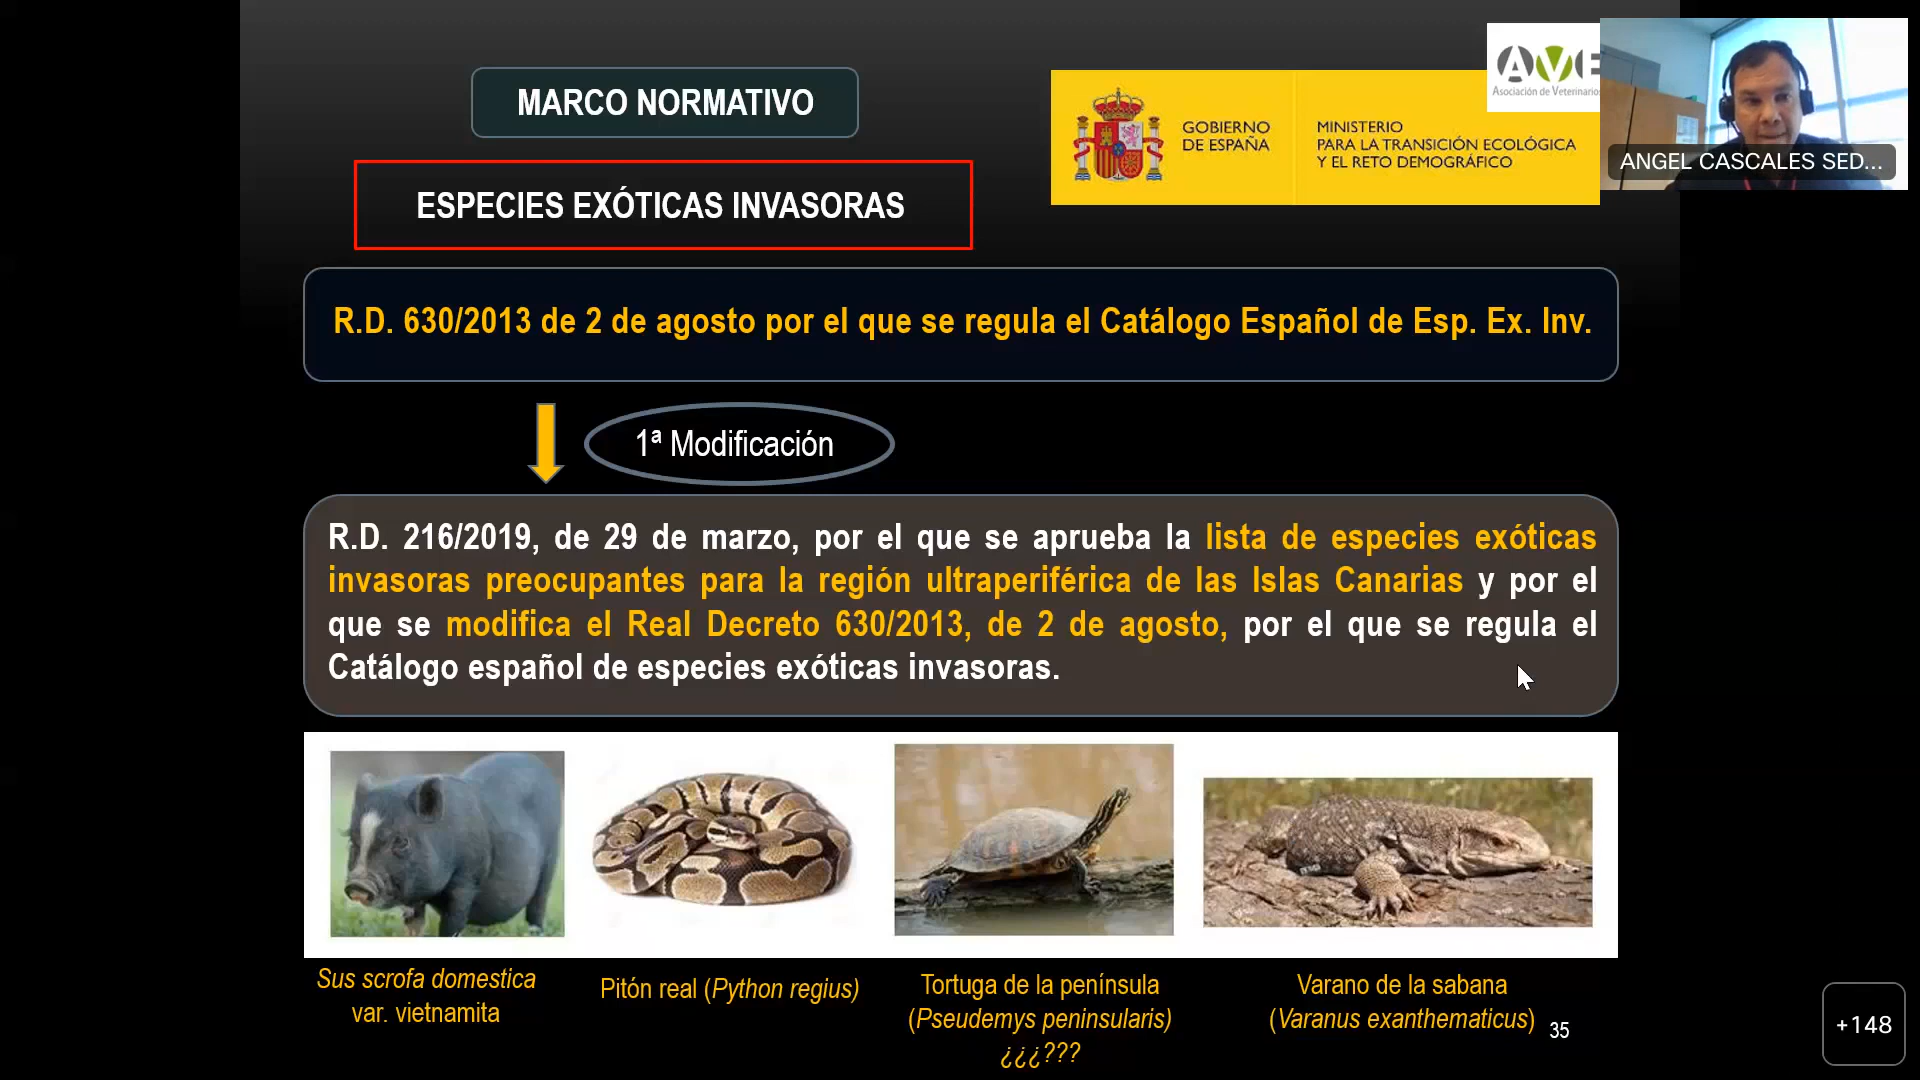 MARCO NORMATIVO
ESPECIES EXÓTICAS INVASORAS
GOBIERNO
DE ESPAÑA
MINISTERIO
PARA LA TRANSICIÓN ECOLÓGICA
Y EL RETO DEMOGRÁFICO
AVE
Asociación de Veterinarios
ANGEL CASCALES SED...
R.D. 630/2013 de 2 de agosto por el que se regula el Catálogo Español de Esp. Ex. Inv.
1ª Modificación
R.D. 216/2019, de 29 de marzo, por el que se aprueba la lista de especies exóticas
invasoras preocupantes para la región ultraperiférica de las Islas Canarias y por el
que se modifica el Real Decreto 630/2013, de 2 de agosto, por el que se regula el
Catálogo español de especies exóticas invasoras.
Sus scrofa domestica
var. vietnamita
Pitón real (Python regius)
Tortuga de la península
(Pseudemys peninsularis)
¿¿¿???
Varano de la sabana
(Varanus exanthematicus)
35
+148